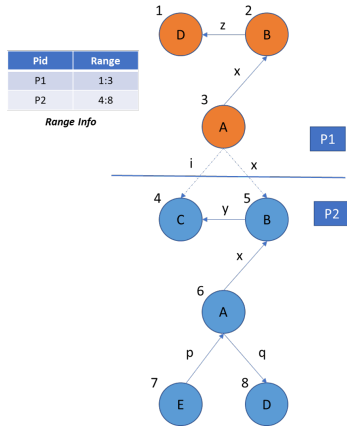 1
2
D
z
B
Pid Range
P1 1:3
P2 4:8
Range Info
x
3
A
P1
i
x
4
5
C
y
B
P2
x
6
A
p
q
7
8
E
D